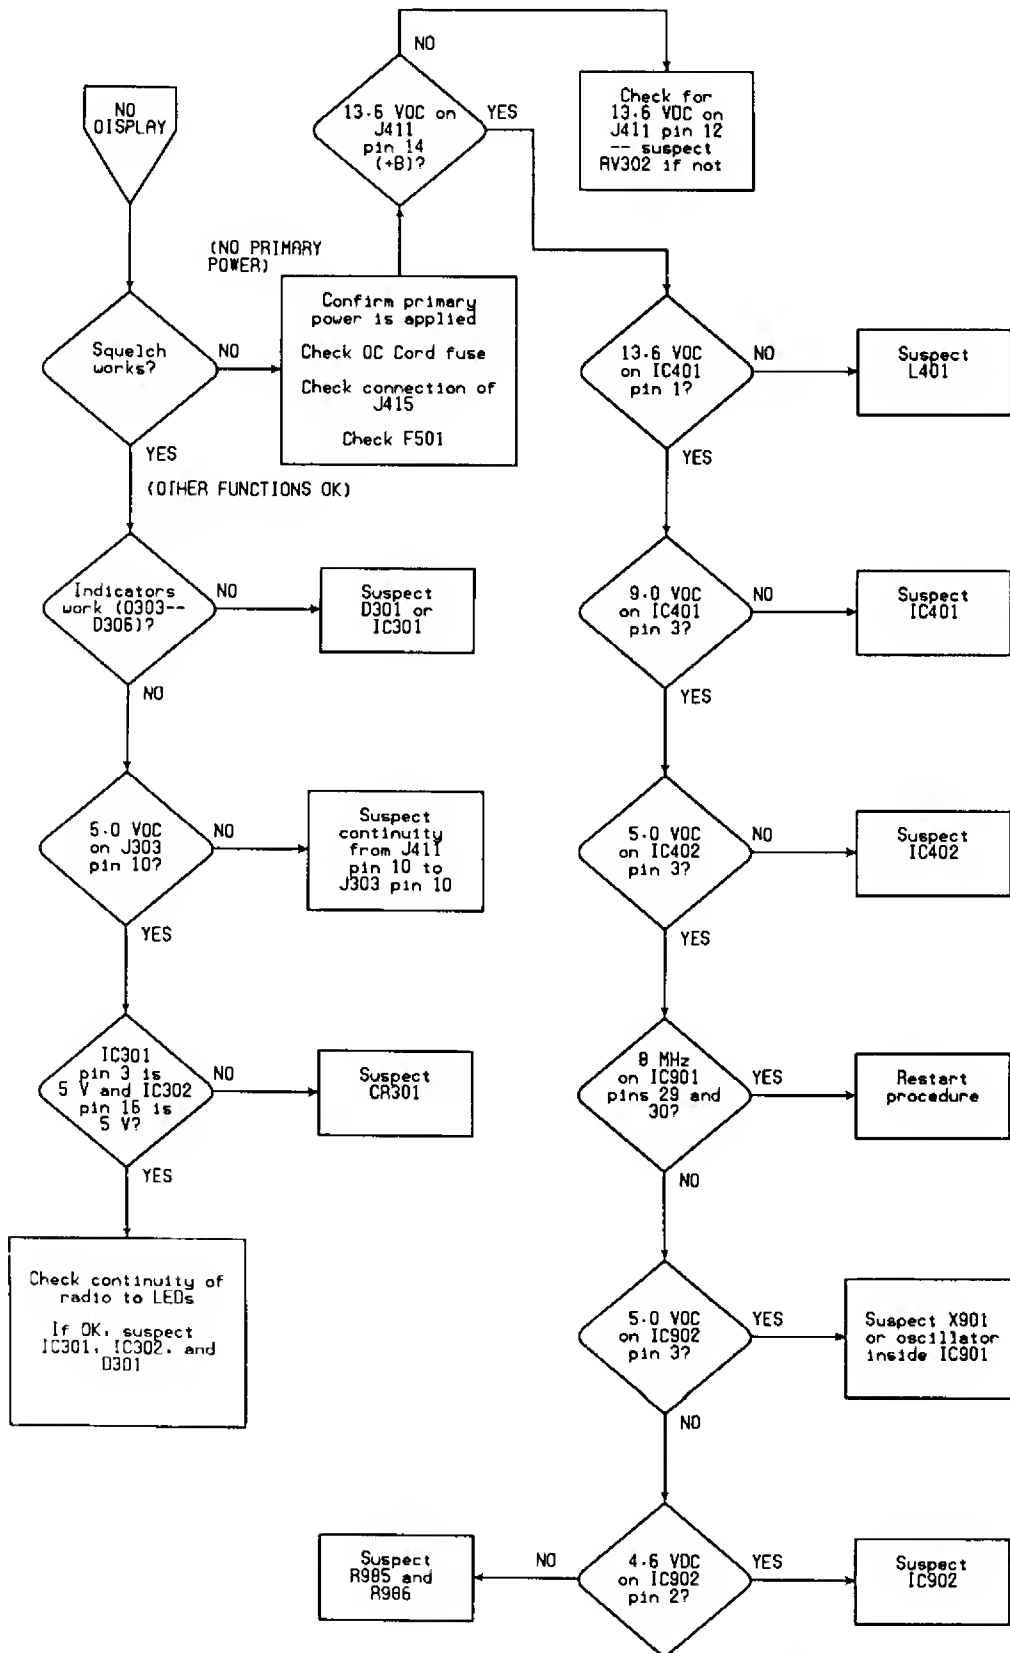 NO
DISPLAY
NO
13.6 VOC on
J411
pin 14
(+B)?
YES
Check for
13.6 VDC on
J411 pin 12
-- suspect
RV302 if not
(NO PRIMARY
POWER)
Squelch
works?
NO
Confirm primary
power is applied
Check OC Cord fuse
Check connection of
J415
Check F501
YES
(OTHER FUNCTIONS OK)
13.6 VOC
on IC401
pin 1?
NO
Suspect
L401
YES
Indicators
work (D303--
D306)?
NO
Suspect
D301 or
IC301
NO
9.0 VOC
on IC401
pin 3?
NO
Suspect
IC401
YES
5.0 VOC
on J303
pin 10?
NO
Suspect
continuity
from J411
pin 10 to
J303 pin 10
YES
5.0 VOC
on IC402
pin 3?
NO
Suspect
IC402
YES
IC301
pin 3 is
5 V and IC302
pin 16 is
5 V?
NO
Suspect
CR301
YES
8 MHz
on IC901
pins 29 and
30?
YES
Restart
procedure
NO
Check continuity of
radio to LEDs
If OK, suspect
IC301, IC302, and
D301
5.0 VOC
on IC902
pin 3?
YES
Suspect X901
or oscillator
inside IC901
NO
4.6 VDC
on IC902
pin 2?
NO
Suspect
R985 and
R986
YES
Suspect
IC902